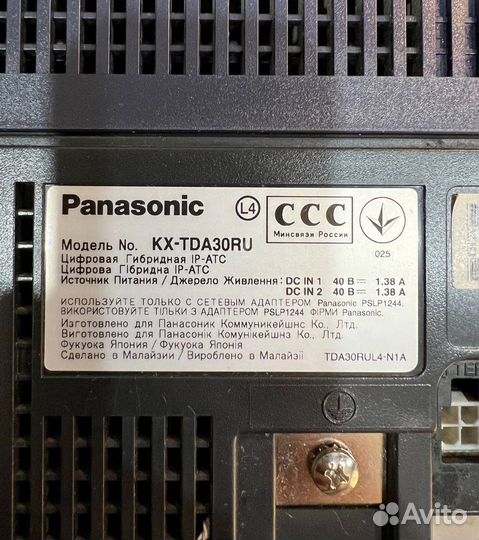 Panasonic
L4
ССС
Минсвязи России
025
Модель No. KX-TDA30RU
Цифровая Гибридная IP-АТС
Цифрова Гібридна IP-АТС
Источник Питания / Джерело Живлення: DC IN 1 40 В 1.38 A
DC IN 2 40 В 1.38 A
ИСПОЛЬЗУЙТЕ ТОЛЬКО С СЕТЕВЫМ АДАПТЕРОМ Panasonic PSLP1244.
ВИКОРИСТОВУЙТЕ ТІЛЬКИ З АДАПТЕРОМ PSLP1244 ФІРМИ Panasonic.
Изготовлено для Панасоник Коммуникейшнс Ко., Лтд.
Виготовлено для Панасонік Комунікейшнз Ко., Лтд.
Фукуока Япония / Фукуока Японія
Сделано в Малайзии / Вироблено в Малайзії
TDA30RUL4-N1A
Avito